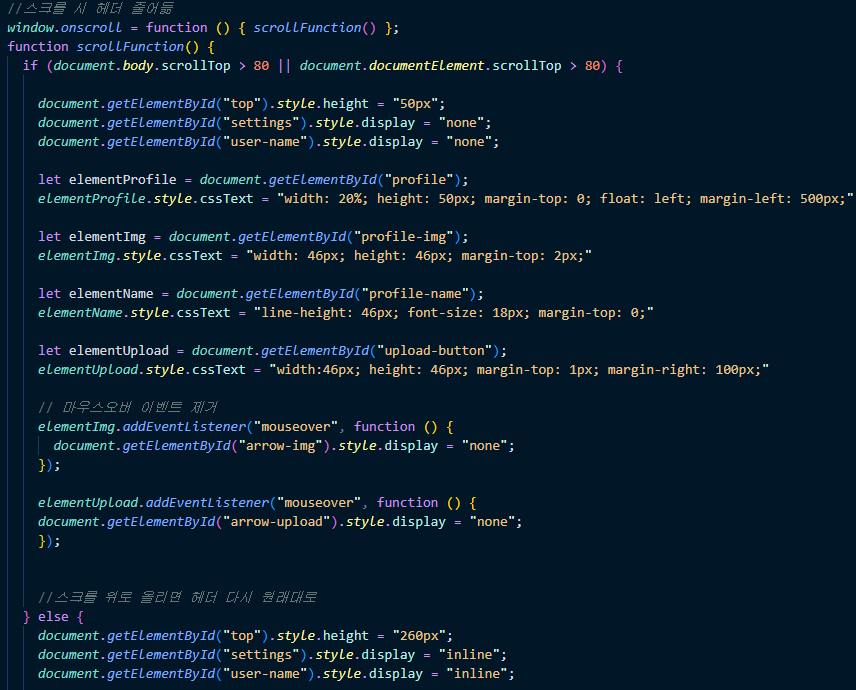 //스크롤 시 헤더 줄어듦
window.onscroll = function () { scrollFunction() };
function scrollFunction() {
if (document.body.scrollTop > 80 || document.documentElement.scrollTop > 80) {
document.getElementById("top").style.height = "50px";
document.getElementById("settings").style.display = "none";
document.getElementById("user-name").style.display = "none";
let elementProfile = document.getElementById("profile");
elementProfile.style.cssText = "width: 20%; height: 50px; margin-top: 0; float: left; margin-left: 500px;"
let elementImg = document.getElementById("profile-img");
elementImg.style.cssText = "width: 46px; height: 46px; margin-top: 2px;"
let elementName = document.getElementById("profile-name");
elementName.style.cssText = "line-height: 46px; font-size: 18px; margin-top: 0;"
let elementUpload = document.getElementById("upload-button");
elementUpload.style.cssText = "width:46px; height: 46px; margin-top: 1px; margin-right: 100px;"
// 마우스오버 이벤트 제거
elementImg.addEventListener("mouseover", function () {
document.getElementById("arrow-img").style.display = "none";
});
elementUpload.addEventListener("mouseover", function () {
document.getElementById("arrow-upload").style.display = "none";
});
//스크롤 위로 올리면 헤더 다시 원래대로
} else {
document.getElementById("top").style.height = "260px";
document.getElementById("settings").style.display = "inline";
document.getElementById("user-name").style.display = "inline";